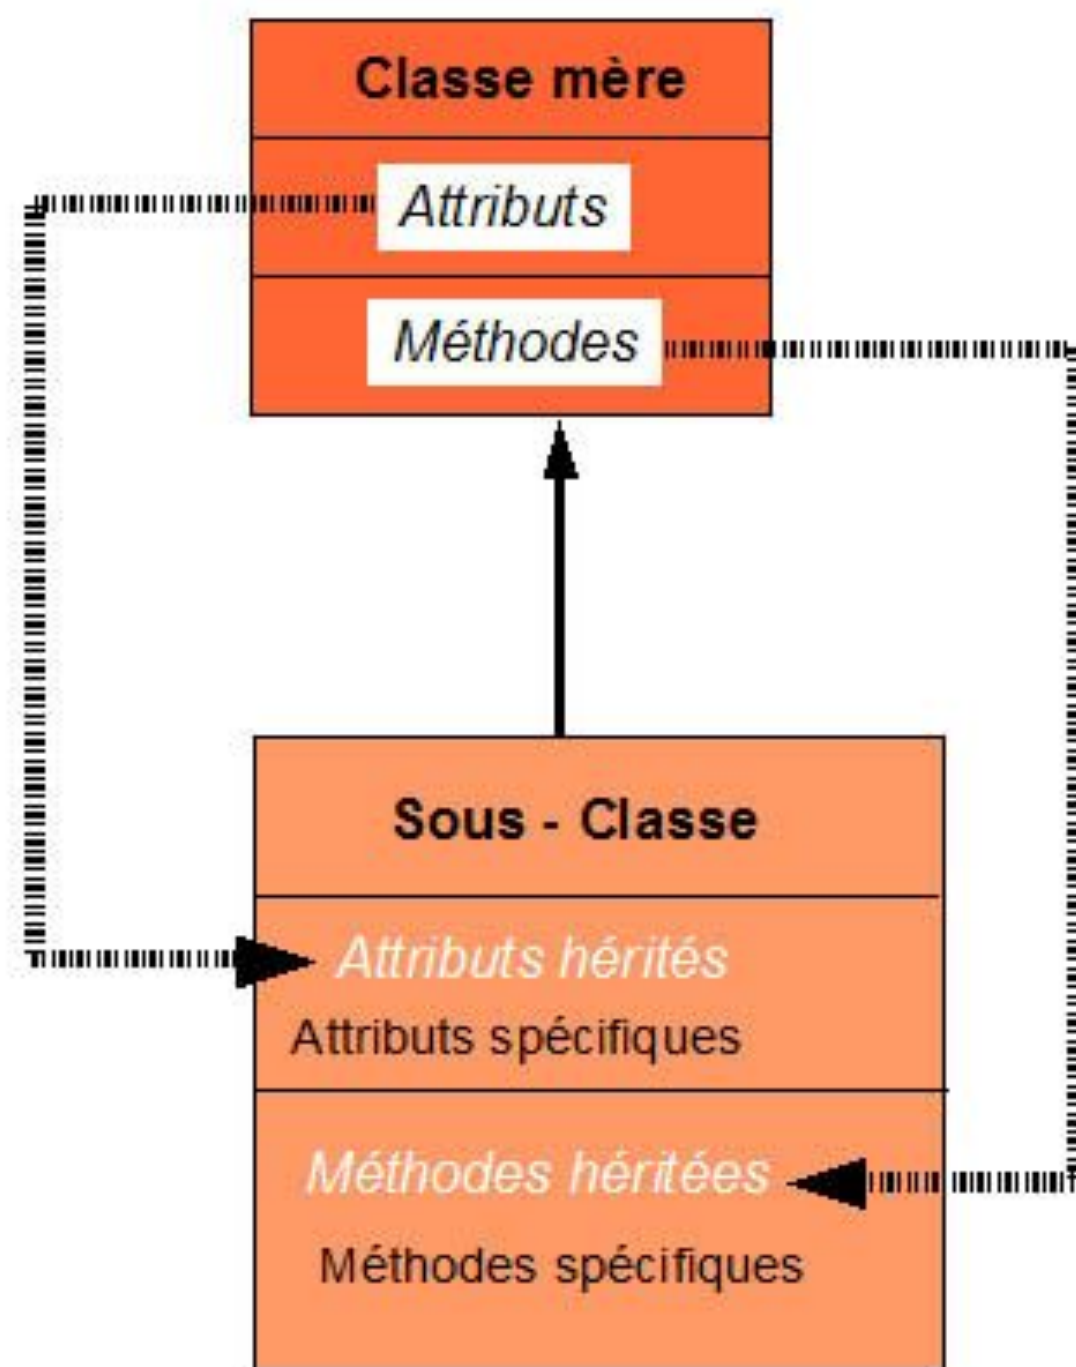 Classe mère
Attributs
Méthodes
Sous - Classe
Attributs hérités
Attributs spécifiques
Méthodes héritées
Méthodes spécifiques